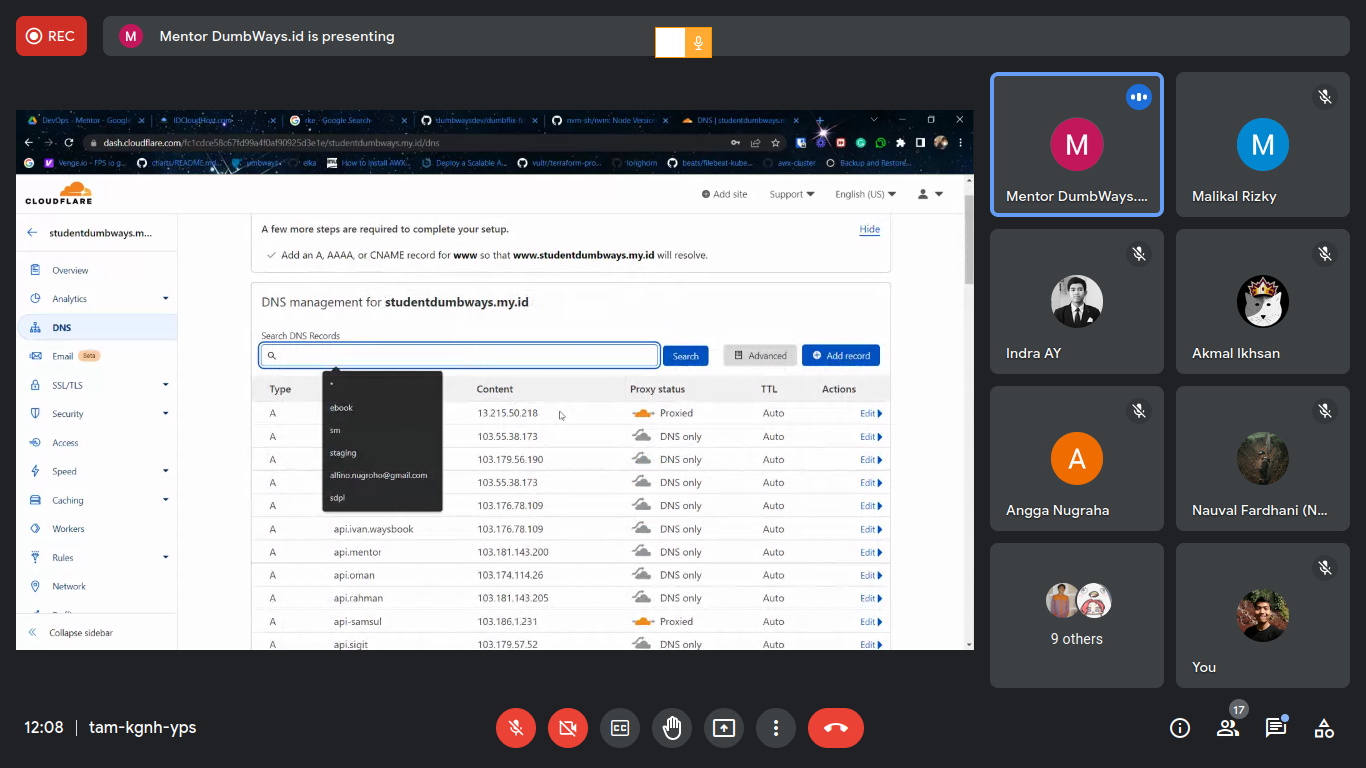 REC
M
Mentor DumbWays.id is presenting
DevOps - Mentor - Google
IDCloudHost.com
rke - Google Search
dumbwaysdev/dumbflix-f
nvm-sh/nvm: Node Version
DNS | studentdumbways.m
dash.cloudflare.com/fc1cdce58c67fd99a4f0af90925d3e1e/studentdumbways.my.id/dns
Venge.io - FPS io g...
charts/README.md...
umbways
elka
How to Install AWX...
Deploy a Scalable A...
vultr/terraform-pro...
longhorn
beats/filebeat-kube...
awx-cluster
Backup and Restore...
CLOUDFLARE
Add site
Support
English (US)
studentdumbways.m...
Overview
Analytics
DNS
Email Beta
SSL/TLS
Security
Access
Speed
Caching
Workers
Rules
Network
Collapse sidebar
A few more steps are required to complete your setup.
Hide
Add an A, AAAA, or CNAME record for www so that www.studentdumbways.my.id will resolve.
DNS management for studentdumbways.my.id
Search DNS Records
Search
Advanced
Add record
Type Content Proxy status TTL Actions
*
ebook
sm
staging
alfino.nugroho@gmail.com
sdpl
A 13.215.50.218 Proxied Auto Edit
A 103.55.38.173 DNS only Auto Edit
A 103.179.56.190 DNS only Auto Edit
A 103.55.38.173 DNS only Auto Edit
A 103.176.78.109 DNS only Auto Edit
A api.ivan.waysbook 103.176.78.109 DNS only Auto Edit
A api.mentor 103.181.143.200 DNS only Auto Edit
A api.oman 103.174.114.26 DNS only Auto Edit
A api.rahman 103.181.143.205 DNS only Auto Edit
A api-samsul 103.186.1.231 Proxied Auto Edit
A api.sigit 103.179.57.52 DNS only Auto Edit
M
Mentor DumbWays....
M
Malikal Rizky
Indra AY
Akmal Ikhsan
A
Angga Nugraha
Nauval Fardhani (N...
9 others
You
12:08 | tam-kgnh-yps
CC
17